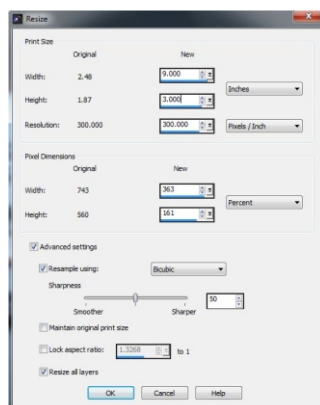 Resize
Print Size
Original New
Width: 2.48 9.000
Inches
Height: 1.87 3.000
Resolution: 300.000 300.000 Pixels / Inch
Pixel Dimensions
Original New
Width: 743 363
Percent
Height: 560 161
Advanced settings
Resample using: Bicubic
Sharpness
50
Smoother Sharper
Maintain original print size
Lock aspect ratio: 1.3268 to 1
Resize all layers
OK Cancel Help